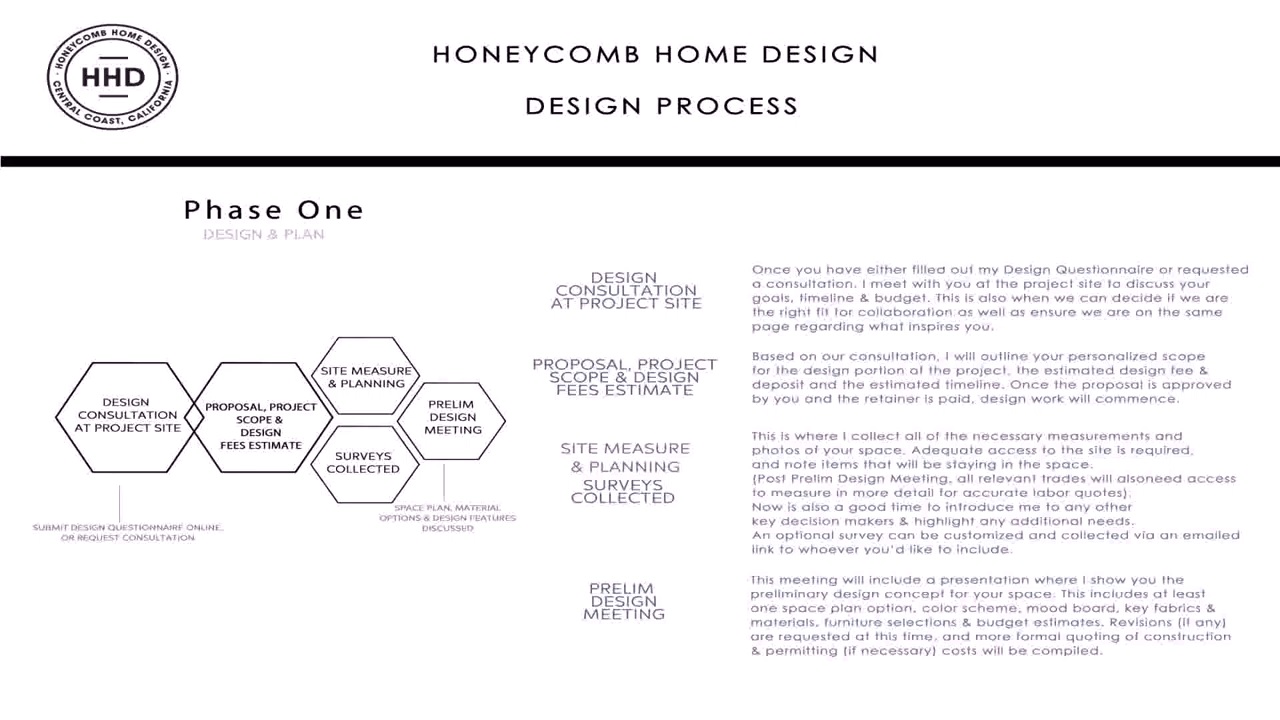 HONEYCOMB HOME DESIGN
HHD
CENTRAL COAST, CALIFORNIA
HONEYCOMB HOME DESIGN
DESIGN PROCESS
Phase One
DESIGN & PLAN
DESIGN
CONSULTATION
AT PROJECT SITE
PROPOSAL, PROJECT
SCOPE &
DESIGN
FEES ESTIMATE
SITE MEASURE
& PLANNING
SURVEYS
COLLECTED
PRELIM
DESIGN
MEETING
SUBMIT DESIGN QUESTIONNAIRE ONLINE,
OR REQUEST CONSULTATION
SPACE PLAN, MATERIAL
OPTIONS & DESIGN FEATURES
DISCUSSED
DESIGN
CONSULTATION
AT PROJECT SITE
Once you have either filled out my Design Questionnaire or requested
a consultation. I meet with you at the project site to discuss your
goals, timeline & budget. This is also when we can decide if we are
the right fit for collaboration as well as ensure we are on the same
page regarding what inspires you.
PROPOSAL, PROJECT
SCOPE & DESIGN
FEES ESTIMATE
Based on our consultation, I will outline your personalized scope
for the design portion of the project, the estimated design fee &
deposit and the estimated timeline. Once the proposal is approved
by you and the retainer is paid, design work will commence.
SITE MEASURE
& PLANNING
SURVEYS
COLLECTED
This is where I collect all of the necessary measurements and
photos of your space. Adequate access to the site is required,
and note items that will be staying in the space.
(Post Prelim Design Meeting, all relevant trades will alsoneed access
to measure in more detail for accurate labor quotes).
Now is also a good time to introduce me to any other
key decision makers & highlight any additional needs.
An optional survey can be customized and collected via an emailed
link to whoever you'd like to include.
PRELIM
DESIGN
MEETING
This meeting will include a presentation where I show you the
preliminary design concept for your space. This includes at least
one space plan option, color scheme, mood board, key fabrics &
materials, furniture selections & budget estimates. Revisions (if any)
are requested at this time, and more formal quoting of construction
& permitting (if necessary) costs will be compiled.